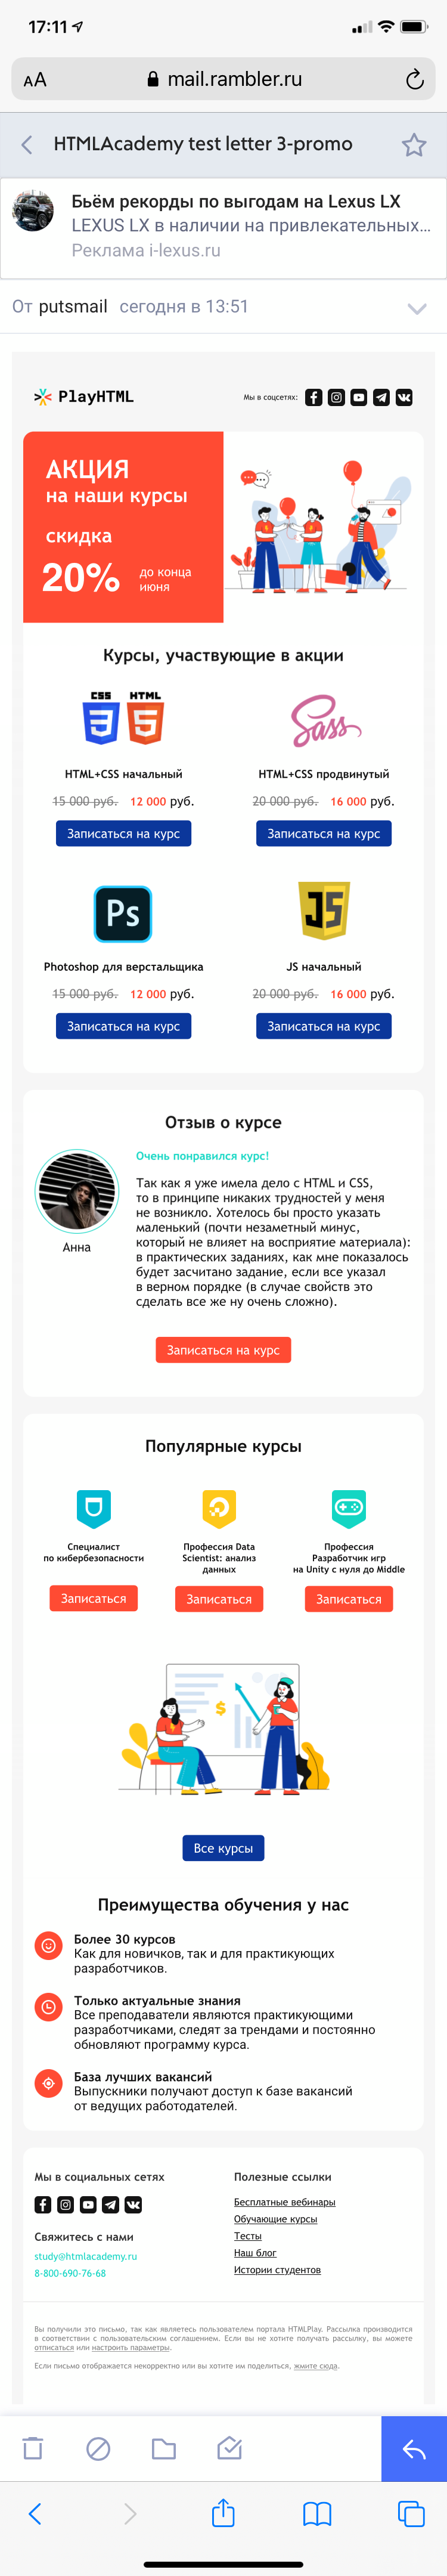 17:11
AA mail.rambler.ru
HTMLAcademy test letter 3-promo
Бьём рекорды по выгодам на Lexus LX
LEXUS LX в наличии на привлекательных...
Реклама i-lexus.ru
От putsmail сегодня в 13:51
PlayHTML
Мы в соцсетях:
АКЦИЯ
на наши курсы
скидка
20% до конца
июня
Курсы, участвующие в акции
CSS HTML
Sass
HTML+CSS начальный
HTML+CSS продвинутый
15 000 руб. 12 000 руб.
20 000 руб. 16 000 руб.
Записаться на курс
Записаться на курс
Ps
JS
Photoshop для верстальщика
JS начальный
15 000 руб. 12 000 руб.
20 000 руб. 16 000 руб.
Записаться на курс
Записаться на курс
Отзыв о курсе
Анна
Очень понравился курс!
Так как я уже имела дело с HTML и CSS,
то в принципе никаких трудностей у меня
не возникло. Хотелось бы просто указать
маленький (почти незаметный минус,
который не влияет на восприятие материала):
в практических заданиях, как мне показалось
будет засчитано задание, если все указал
в верном порядке (в случае свойств это
сделать все же ну очень сложно).
Записаться на курс
Популярные курсы
Специалист
по кибербезопасности
Записаться
Профессия Data
Scientist: анализ
данных
Записаться
Профессия
Разработчик игр
на Unity с нуля до Middle
Записаться
$
Все курсы
Преимущества обучения у нас
Более 30 курсов
Как для новичков, так и для практикующих
разработчиков.
Только актуальные знания
Все преподаватели являются практикующими
разработчиками, следят за трендами и постоянно
обновляют программу курса.
База лучших вакансий
Выпускники получают доступ к базе вакансий
от ведущих работодателей.
Мы в социальных сетях
Свяжитесь с нами
study@htmlacademy.ru
8-800-690-76-68
Полезные ссылки
Бесплатные вебинары
Обучающие курсы
Тесты
Наш блог
Истории студентов
Вы получили это письмо, так как являетесь пользователем портала HTMLPlay. Рассылка производится
в соответствии с пользовательским соглашением. Если вы не хотите получать рассылку, вы можете
отписаться или настроить параметры.
Если письмо отображается некорректно или вы хотите им поделиться, жмите сюда.